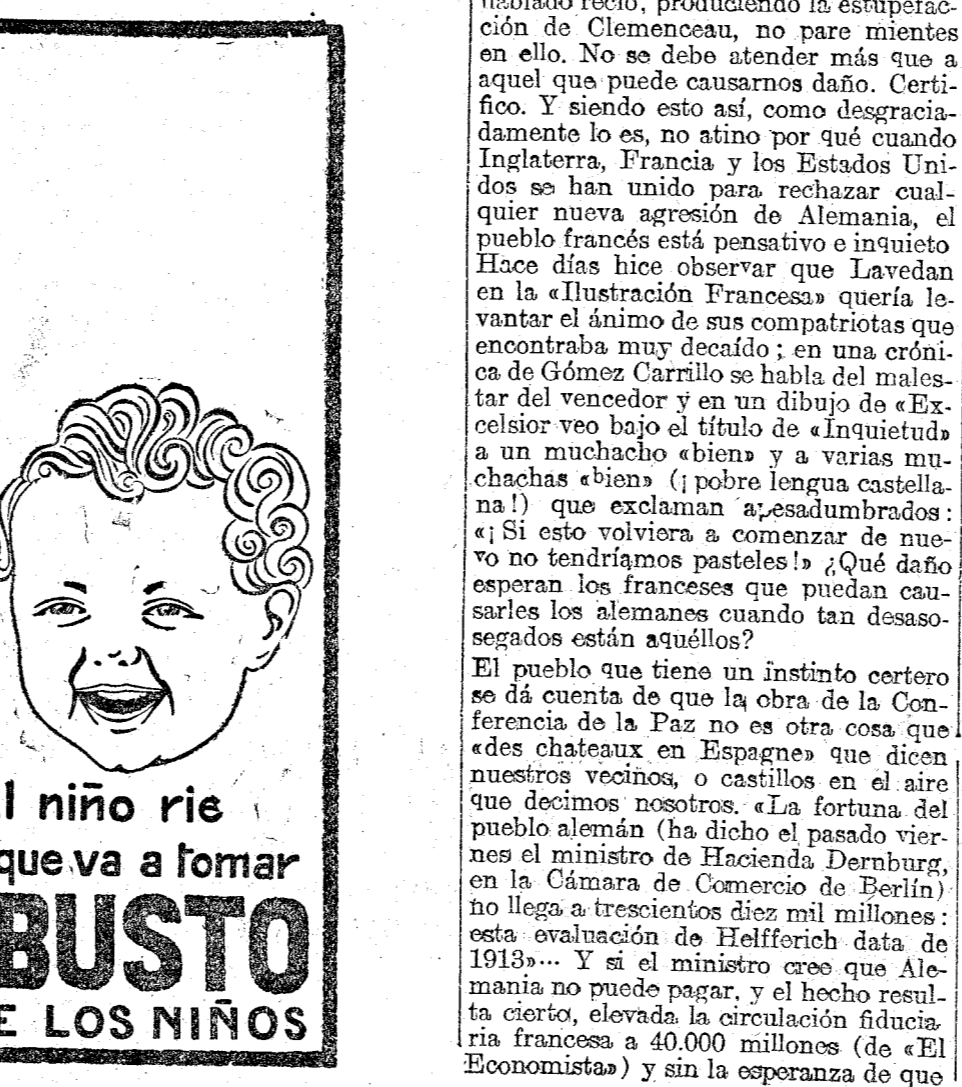 l niño rie
que va a tomar
BUSTO
E LOS NIÑOS
hablado recio, produciendo la estupefac-
ción de Clemenceau, no pare mientes
en ello. No se debe atender más que a
aquel que puede causarnos daño. Certi-
fico. Y siendo esto así, como desgracia-
damente lo es, no atino por qué cuando
Inglaterra, Francia y los Estados Uni-
dos se han unido para rechazar cual-
quier nueva agresión de Alemania, el
pueblo francés está pensativo e inquieto
Hace días hice observar que Lavedan
en la «Ilustración Francesa» quería le-
vantar el ánimo de sus compatriotas que
encontraba muy decaído; en una cróni-
ca de Gómez Carrillo se habla del males-
tar del vencedor y en un dibujo de «Ex-
celsior veo bajo el título de «Inquietud»
a un muchacho «bien» y a varias mu-
chachas «bien» (¡pobre lengua castella-
na!) que exclaman apesadumbrados:
«¡Si esto volviera a comenzar de nue-
vo no tendríamos pasteles!» ¿Qué daño
esperan los franceses que puedan cau-
sarles los alemanes cuando tan desaso-
segados están aquéllos?
El pueblo que tiene un instinto certero
se dá cuenta de que la obra de la Con-
ferencia de la Paz no es otra cosa que
«des chateaux en Espagne» que dicen
nuestros vecinos, o castillos en el aire
que decimos nosotros. «La fortuna del
pueblo alemán (ha dicho el pasado vier-
nes el ministro de Hacienda Dernburg,
en la Cámara de Comercio de Berlín)
no llega a trescientos diez mil millones:
esta evaluación de Helfferich data de
1913»... Y si el ministro cree que Ale-
mania no puede pagar, y el hecho resul-
ta cierto, elevada la circulación fiducia
ria francesa a 40.000 millones (de «El
Economista») y sin la esperanza de que